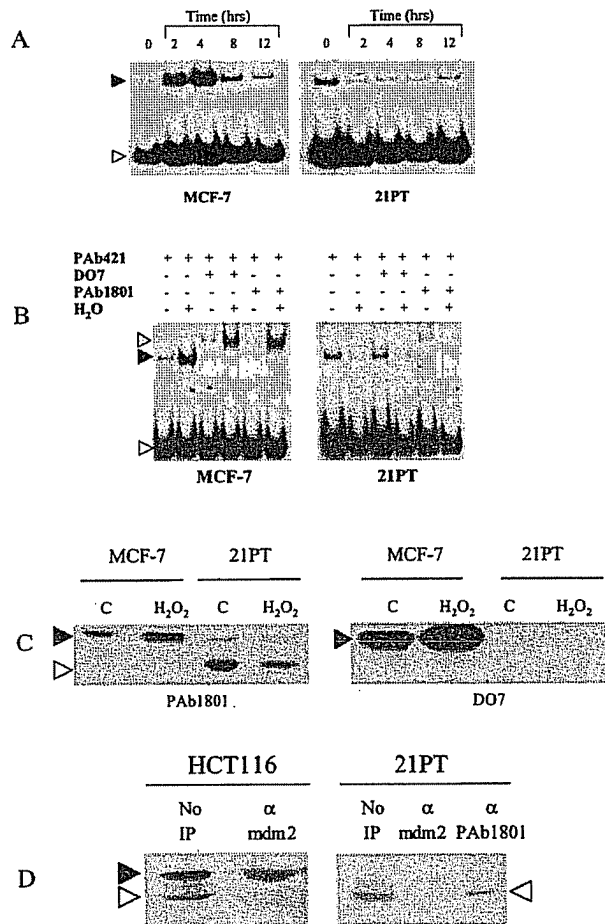 A
Time (hrs)
0 2 4 8 12
Time (hrs)
0 2 4 8 12
MCF-7
21PT
B
PAb421 + + + + + + + + + + + +
DO7 - - + + - - - - + + - -
PAb1801 - - - - + + - - - - + +
H₂O - + - + - + - + - + - +
MCF-7
21PT
C
MCF-7 21PT
C H₂O₂ C H₂O₂
PAb1801
MCF-7 21PT
C H₂O₂ C H₂O₂
DO7
D
HCT116
No α
IP mdm2
21PT
No α α
IP mdm2 PAb1801